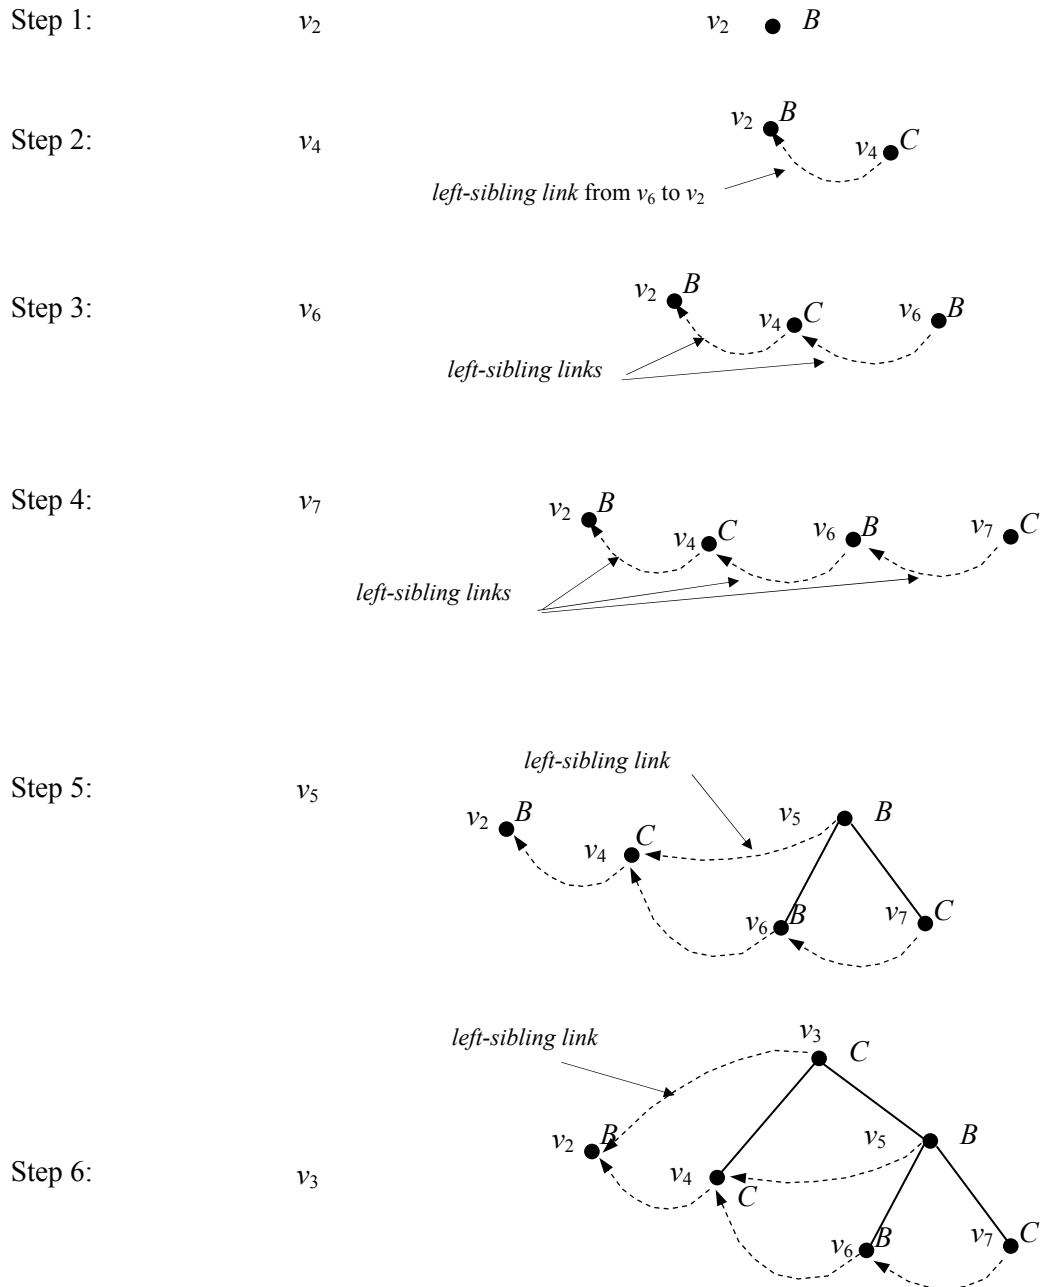 Step 1: v2 v2 B
Step 2: v4 v2 B v4 C
left-sibling link from v6 to v2
Step 3: v6 v2 B v4 C v6 B
left-sibling links
Step 4: v7 v2 B v4 C v6 B v7 C
left-sibling links
left-sibling link
Step 5: v5 v2 B v4 C v5 B
v6 B v7 C
left-sibling link v3 C
v2 B v5 B
Step 6: v3 v4 C
v6 B v7 C